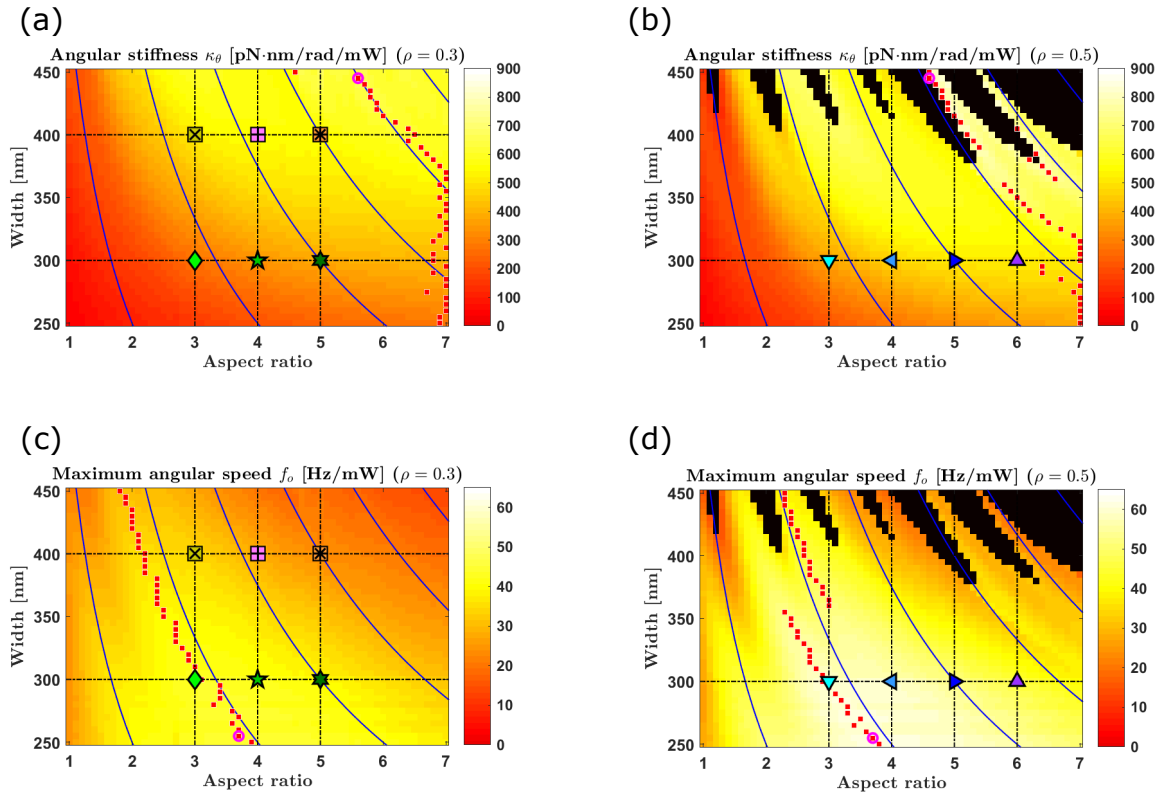 (a)
Angular stiffness κ_θ [pN·nm/rad/mW] (ρ = 0.3)
450
400
350
300
250
Width [nm]
1 2 3 4 5 6 7
Aspect ratio
900
800
700
600
500
400
300
200
100
0
(b)
Angular stiffness κ_θ [pN·nm/rad/mW] (ρ = 0.5)
450
400
350
300
250
Width [nm]
1 2 3 4 5 6 7
Aspect ratio
900
800
700
600
500
400
300
200
100
0
(c)
Maximum angular speed f_o [Hz/mW] (ρ = 0.3)
450
400
350
300
250
Width [nm]
1 2 3 4 5 6 7
Aspect ratio
60
50
40
30
20
10
0
(d)
Maximum angular speed f_o [Hz/mW] (ρ = 0.5)
450
400
350
300
250
Width [nm]
1 2 3 4 5 6 7
Aspect ratio
60
50
40
30
20
10
0